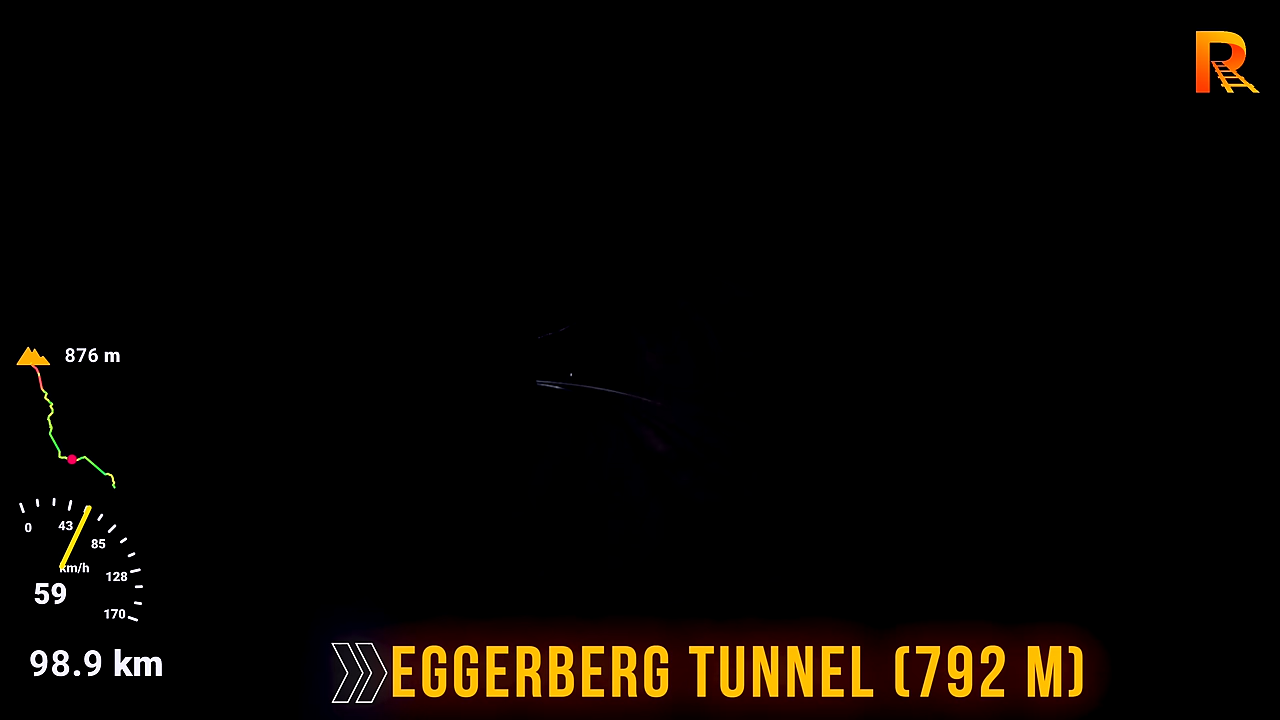 R
876 m
0
43
85
km/h
128
59
170
98.9 km
EGGERBERG TUNNEL (792 M)